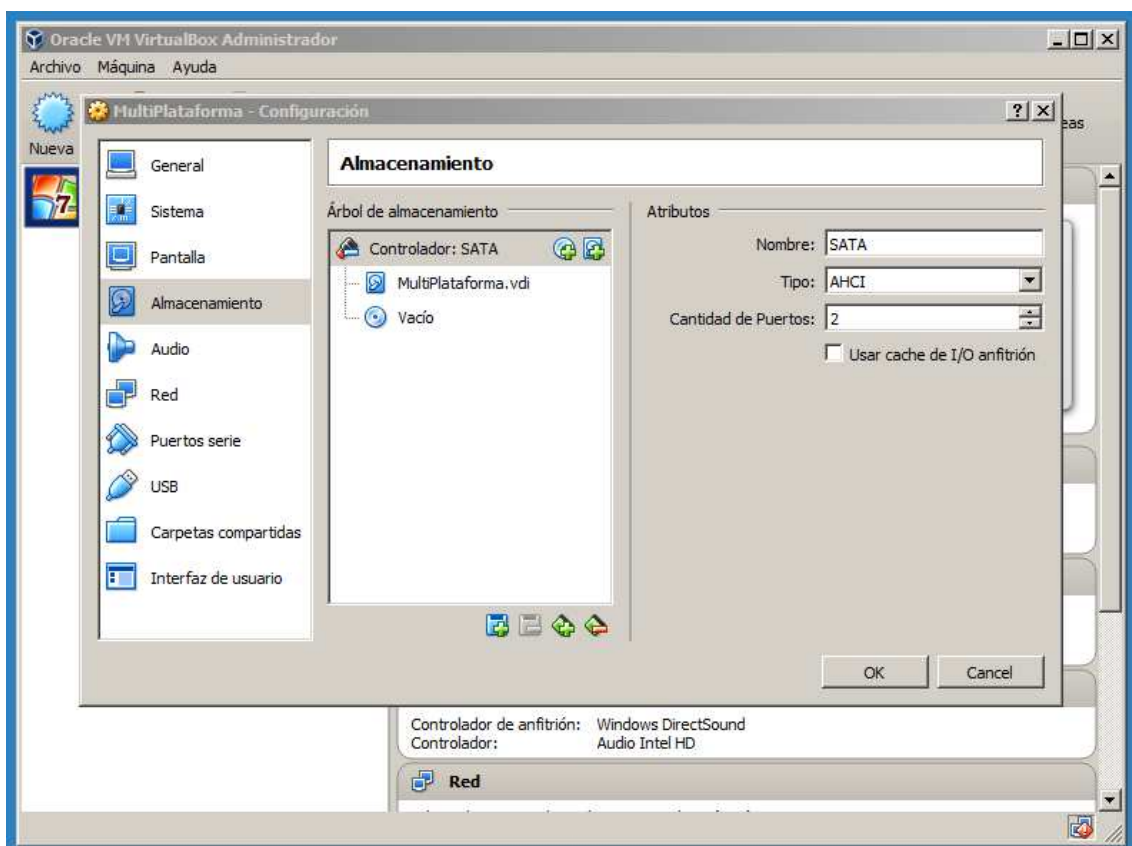 Oracle VM VirtualBox Administrador
Archivo Máquina Ayuda
MultiPlataforma - Configuración
eas
Nueva
7
General
Sistema
Pantalla
Almacenamiento
Audio
Red
Puertos serie
USB
Carpetas compartidas
Interfaz de usuario
Almacenamiento
Árbol de almacenamiento
Controlador: SATA
MultiPlataforma.vdi
Vacío
Atributos
Nombre: SATA
Tipo: AHCI
Cantidad de Puertos: 2
Usar cache de I/O anfitrión
OK Cancel
Controlador de anfitrión: Windows DirectSound
Controlador: Audio Intel HD
Red